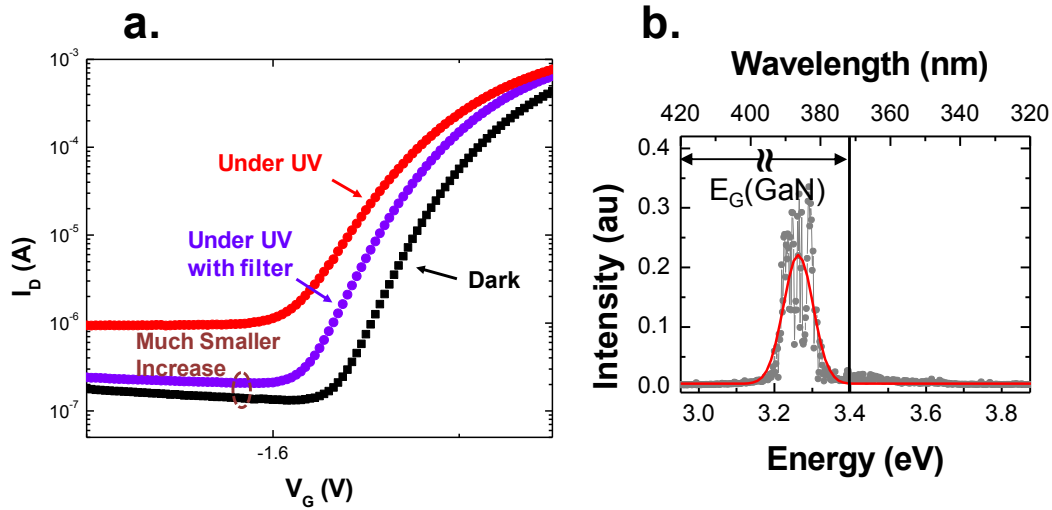 a.
10⁻³
10⁻⁴
10⁻⁵
10⁻⁶
10⁻⁷
I_D (A)
Under UV
Under UV
with filter
Dark
Much Smaller
Increase
-1.6
V_G (V)
b.
Wavelength (nm)
420 400 380 360 340 320
0.4
0.3
0.2
0.1
0.0
Intensity (au)
≈
E_G(GaN)
3.0 3.2 3.4 3.6 3.8
Energy (eV)